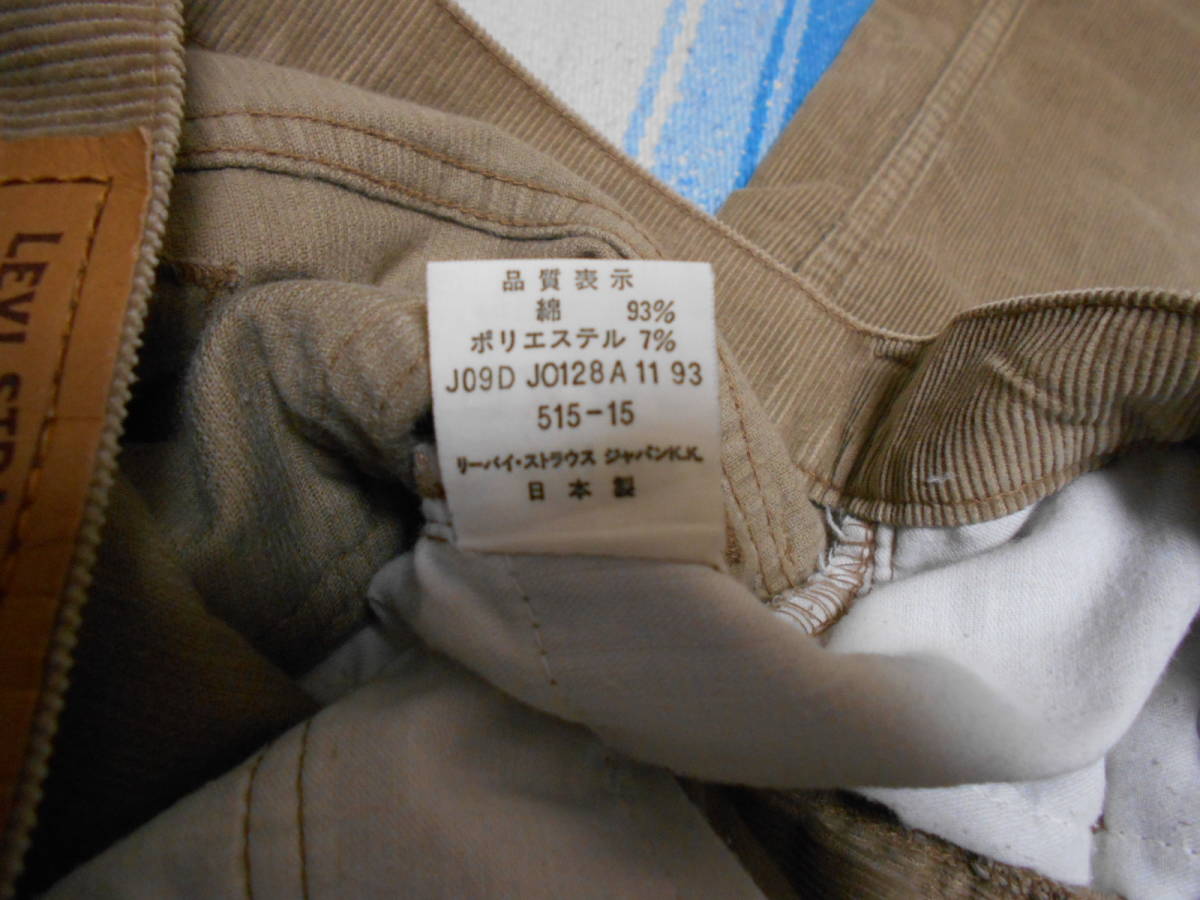 品質表示
綿 93%
ポリエステル 7%
J09D J0128A 11 93
515-15
リーバイ・ストラウス ジャパンK.K.
日本製
LEVI STR